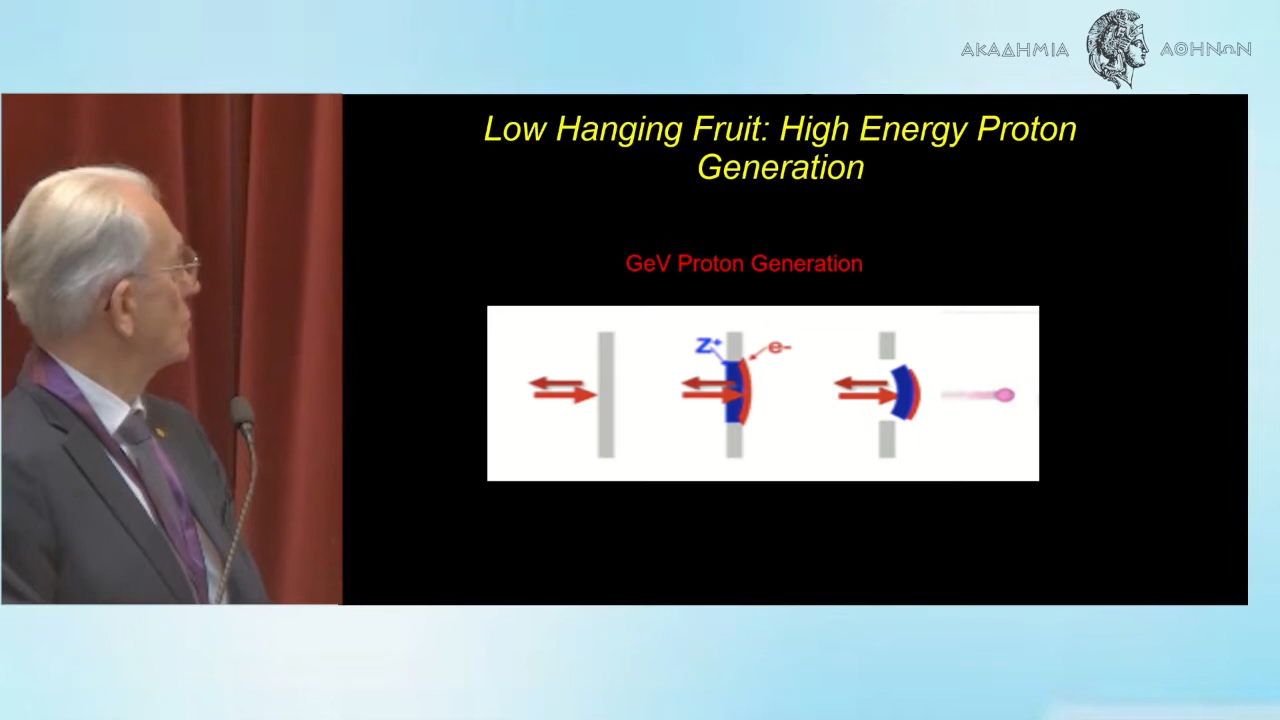 ΑΚΑΔΗΜΙΑ ΑΘΗΝΩΝ
Low Hanging Fruit: High Energy Proton
Generation
GeV Proton Generation
Z+
e-